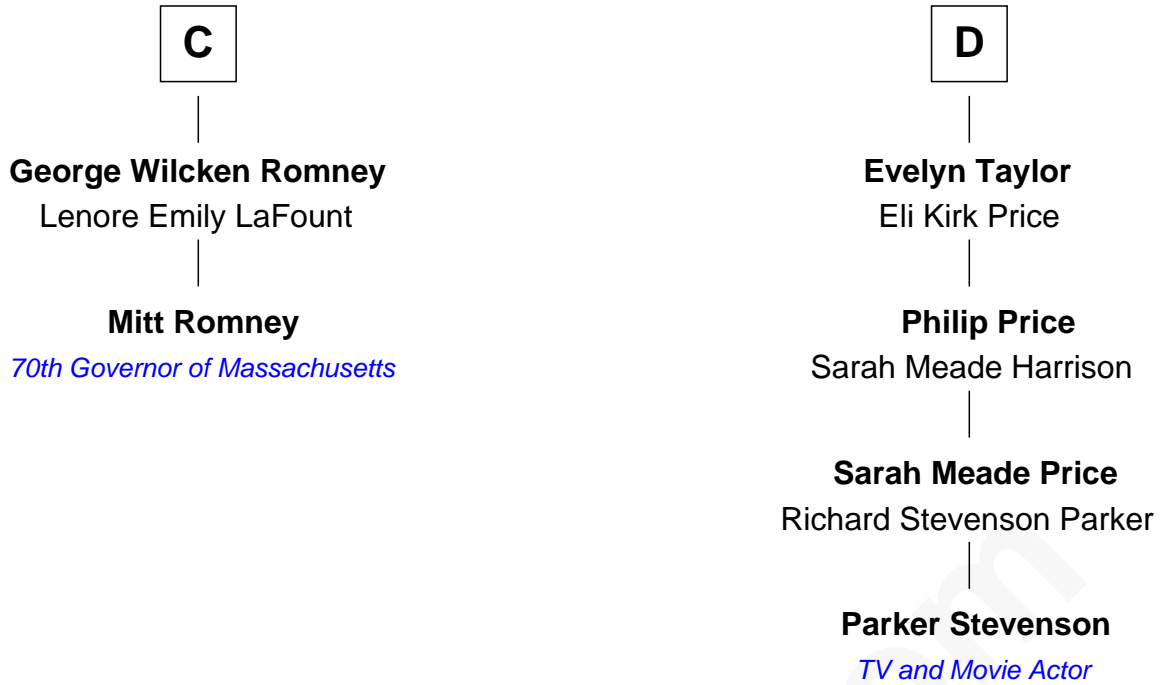 C
George Wilcken Romney
Lenore Emily LaFount
Mitt Romney
70th Governor of Massachusetts
D
Evelyn Taylor
Eli Kirk Price
Philip Price
Sarah Meade Harrison
Sarah Meade Price
Richard Stevenson Parker
Parker Stevenson
TV and Movie Actor